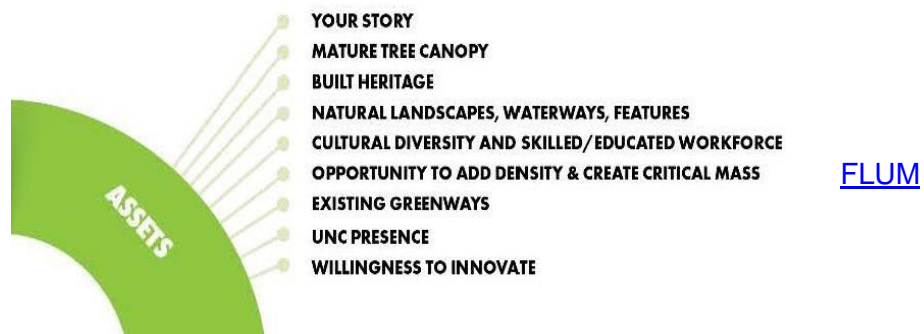 YOUR STORY
MATURE TREE CANOPY
BUILT HERITAGE
NATURAL LANDSCAPES, WATERWAYS, FEATURES
CULTURAL DIVERSITY AND SKILLED/EDUCATED WORKFORCE
OPPORTUNITY TO ADD DENSITY & CREATE CRITICAL MASS
FLUM
EXISTING GREENWAYS
ASSETS
UNC PRESENCE
WILLINGNESS TO INNOVATE